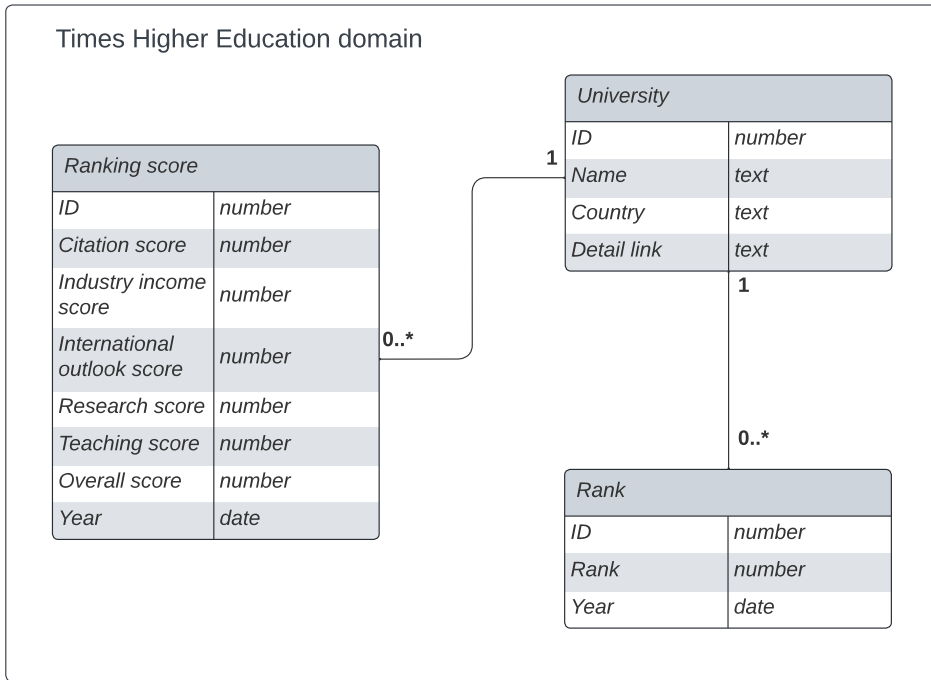 Times Higher Education domain
Ranking score
ID number
Citation score number
Industry income
score
number
International
outlook score
number
Research score number
Teaching score number
Overall score number
Year date
0..*
1
University
ID number
Name text
Country text
Detail link text
1
0..*
Rank
ID number
Rank number
Year date